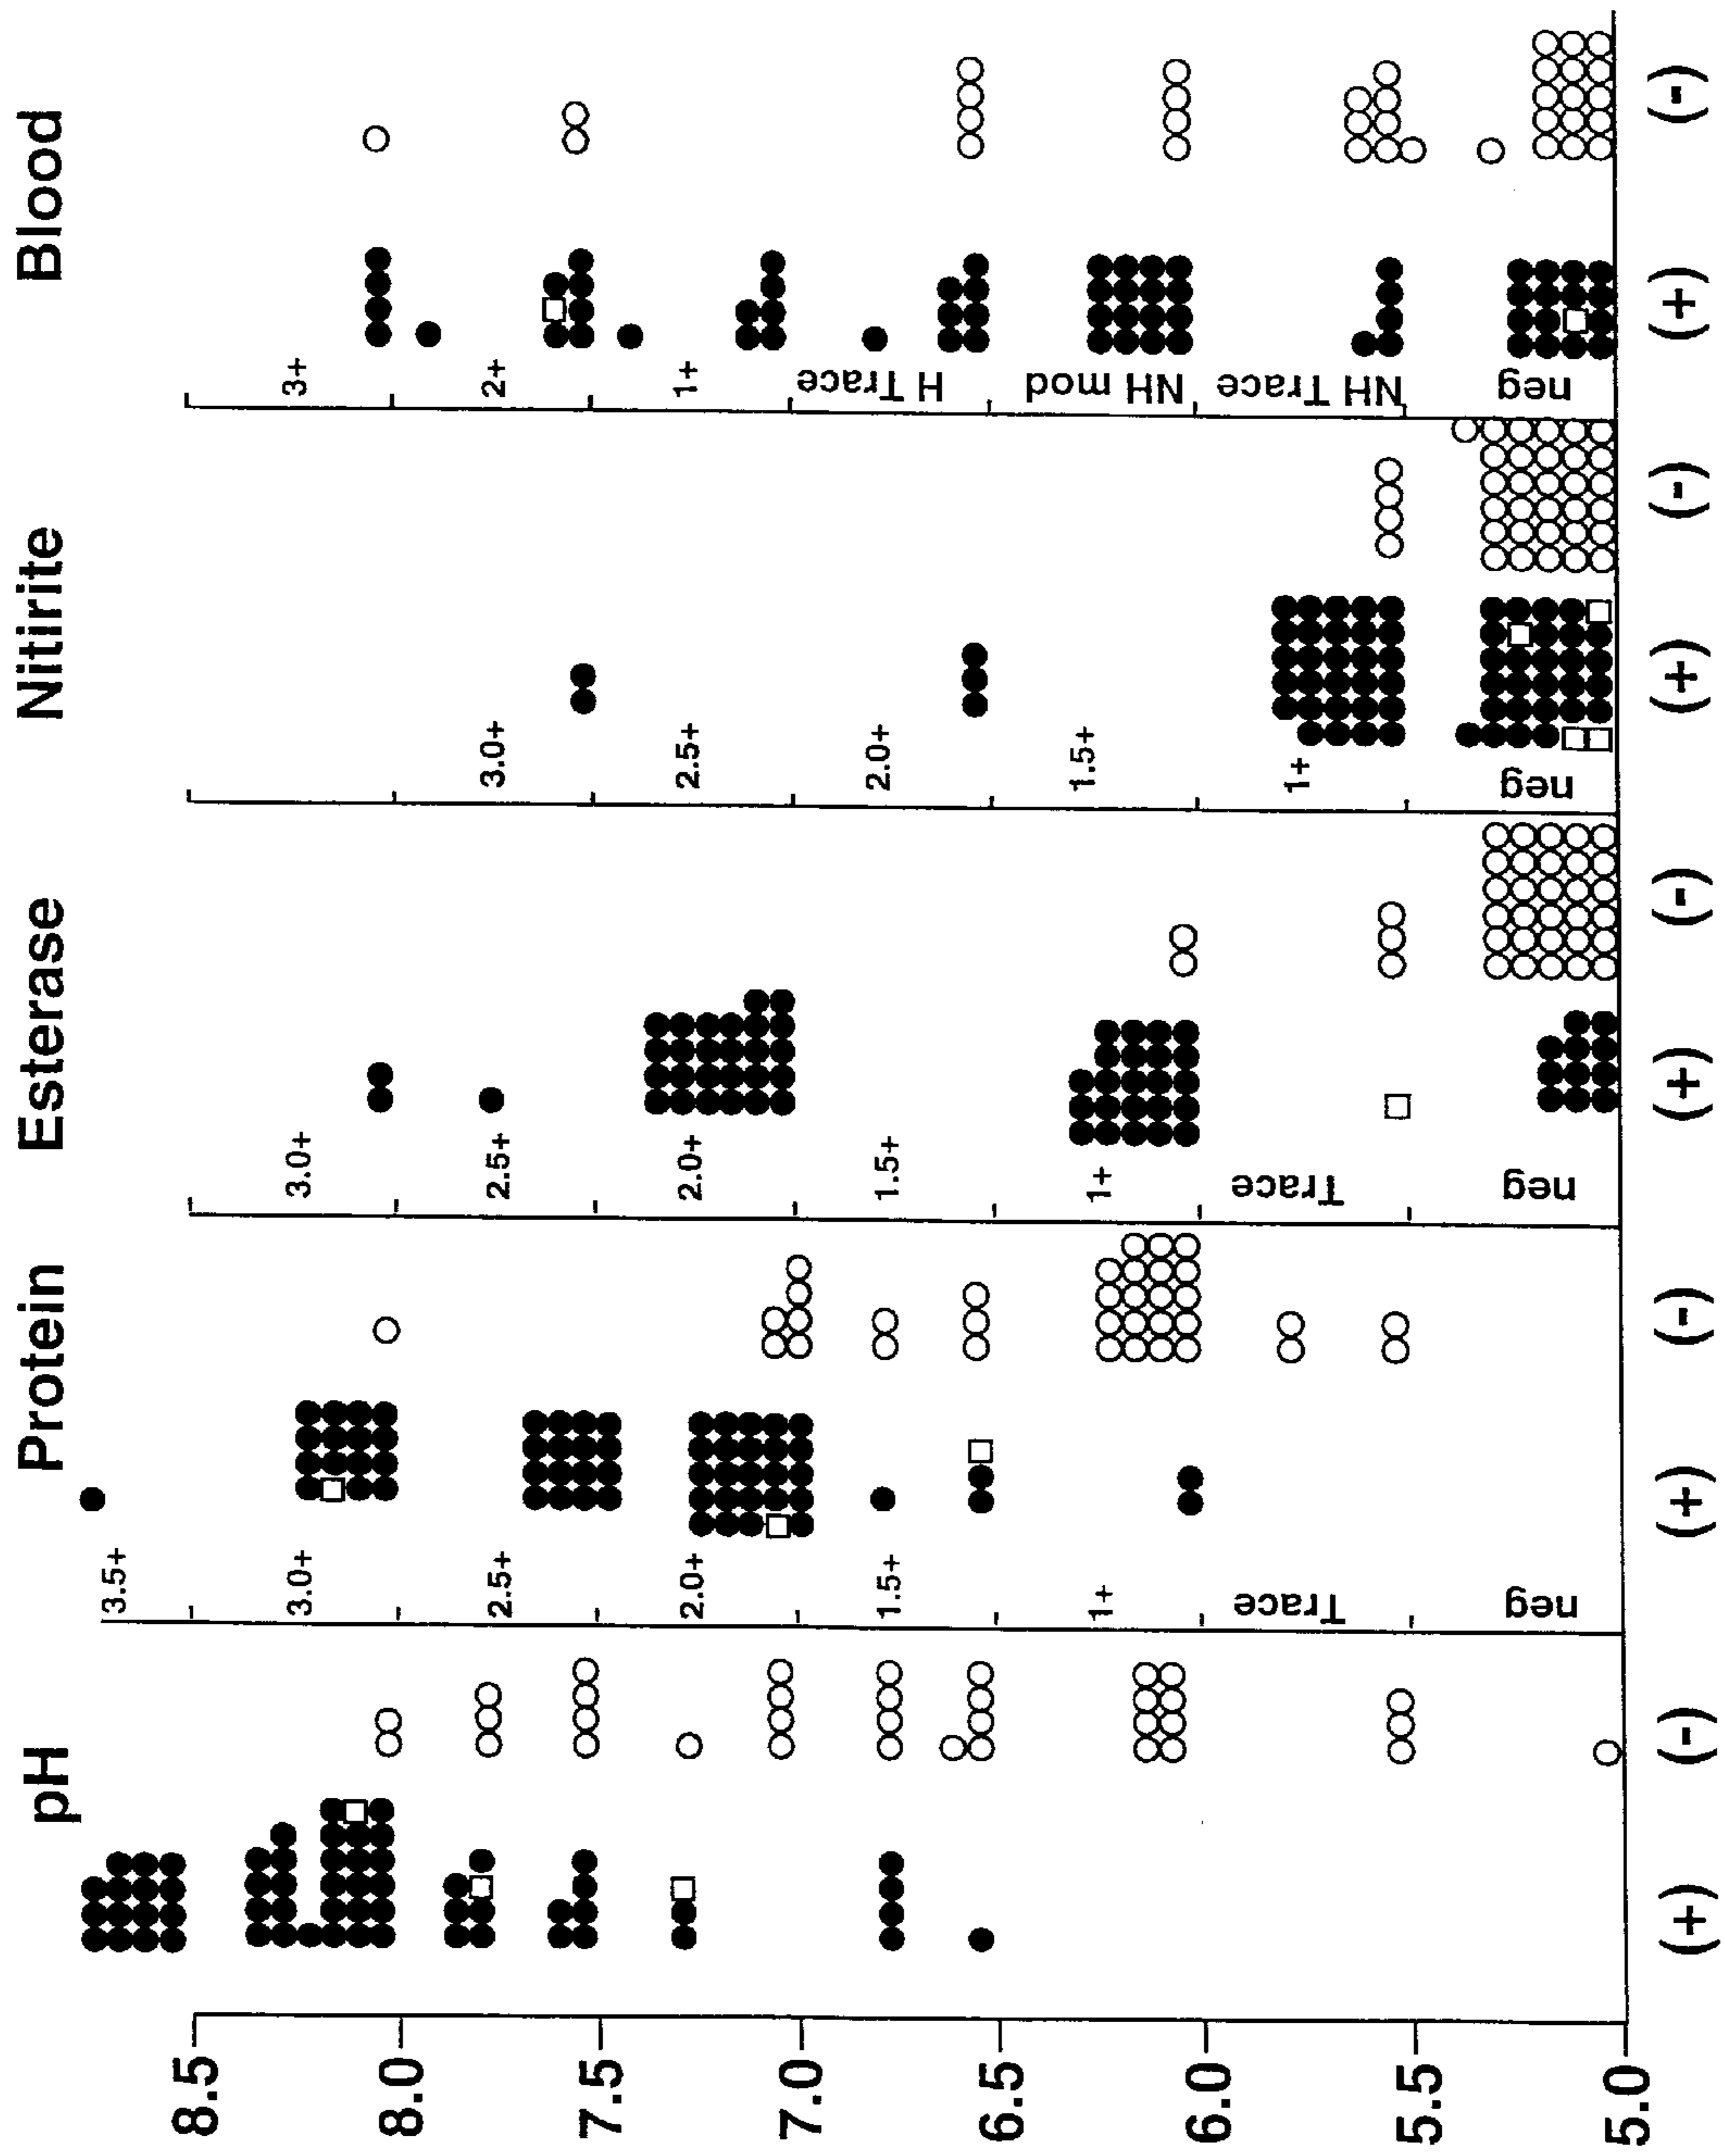 pH
Protein
Esterase
Nitirite
Blood
8.5
8.0
7.5
7.0
6.5
6.0
5.5
5.0
3.5+
3.0+
2.5+
2.0+
1.5+
1+
Trace
neg
3.0+
2.5+
2.0+
1.5+
1+
Trace
neg
3.0+
2.5+
2.0+
1.5+
1+
neg
3+
2+
1+
H Trace
NH mod
NH Trace
neg
(+) (-) (+) (-) (+) (-) (+) (-) (+) (-)